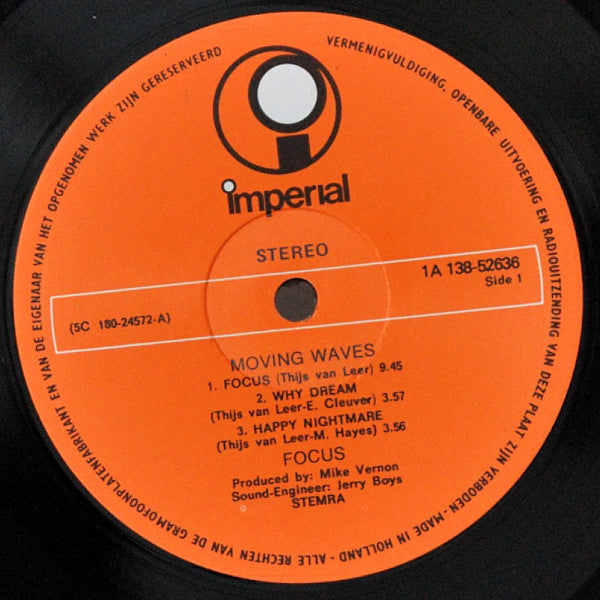 ALLE RECHTEN VAN DE GRAMOFOONPLATENFABRIKANT EN VAN DE EIGENAAR VAN HET OPGENOMEN WERK ZIJN GERESERVEERD
VERMENIGVULDIGING, OPENBARE UITVOERING EN RADIOUITZENDING VAN DEZE PLAAT ZIJN VERBODEN - MADE IN HOLLAND -
imperial
STEREO
1A 138-52636
Side 1
(5C 180-24572-A)
MOVING WAVES
1. FOCUS (Thijs van Leer) 9.45
2. WHY DREAM
(Thijs van Leer-E. Cleuver) 3.57
3. HAPPY NIGHTMARE
(Thijs van Leer-M. Hayes) 3.56
FOCUS
Produced by: Mike Vernon
Sound-Engineer: Jerry Boys
STEMRA